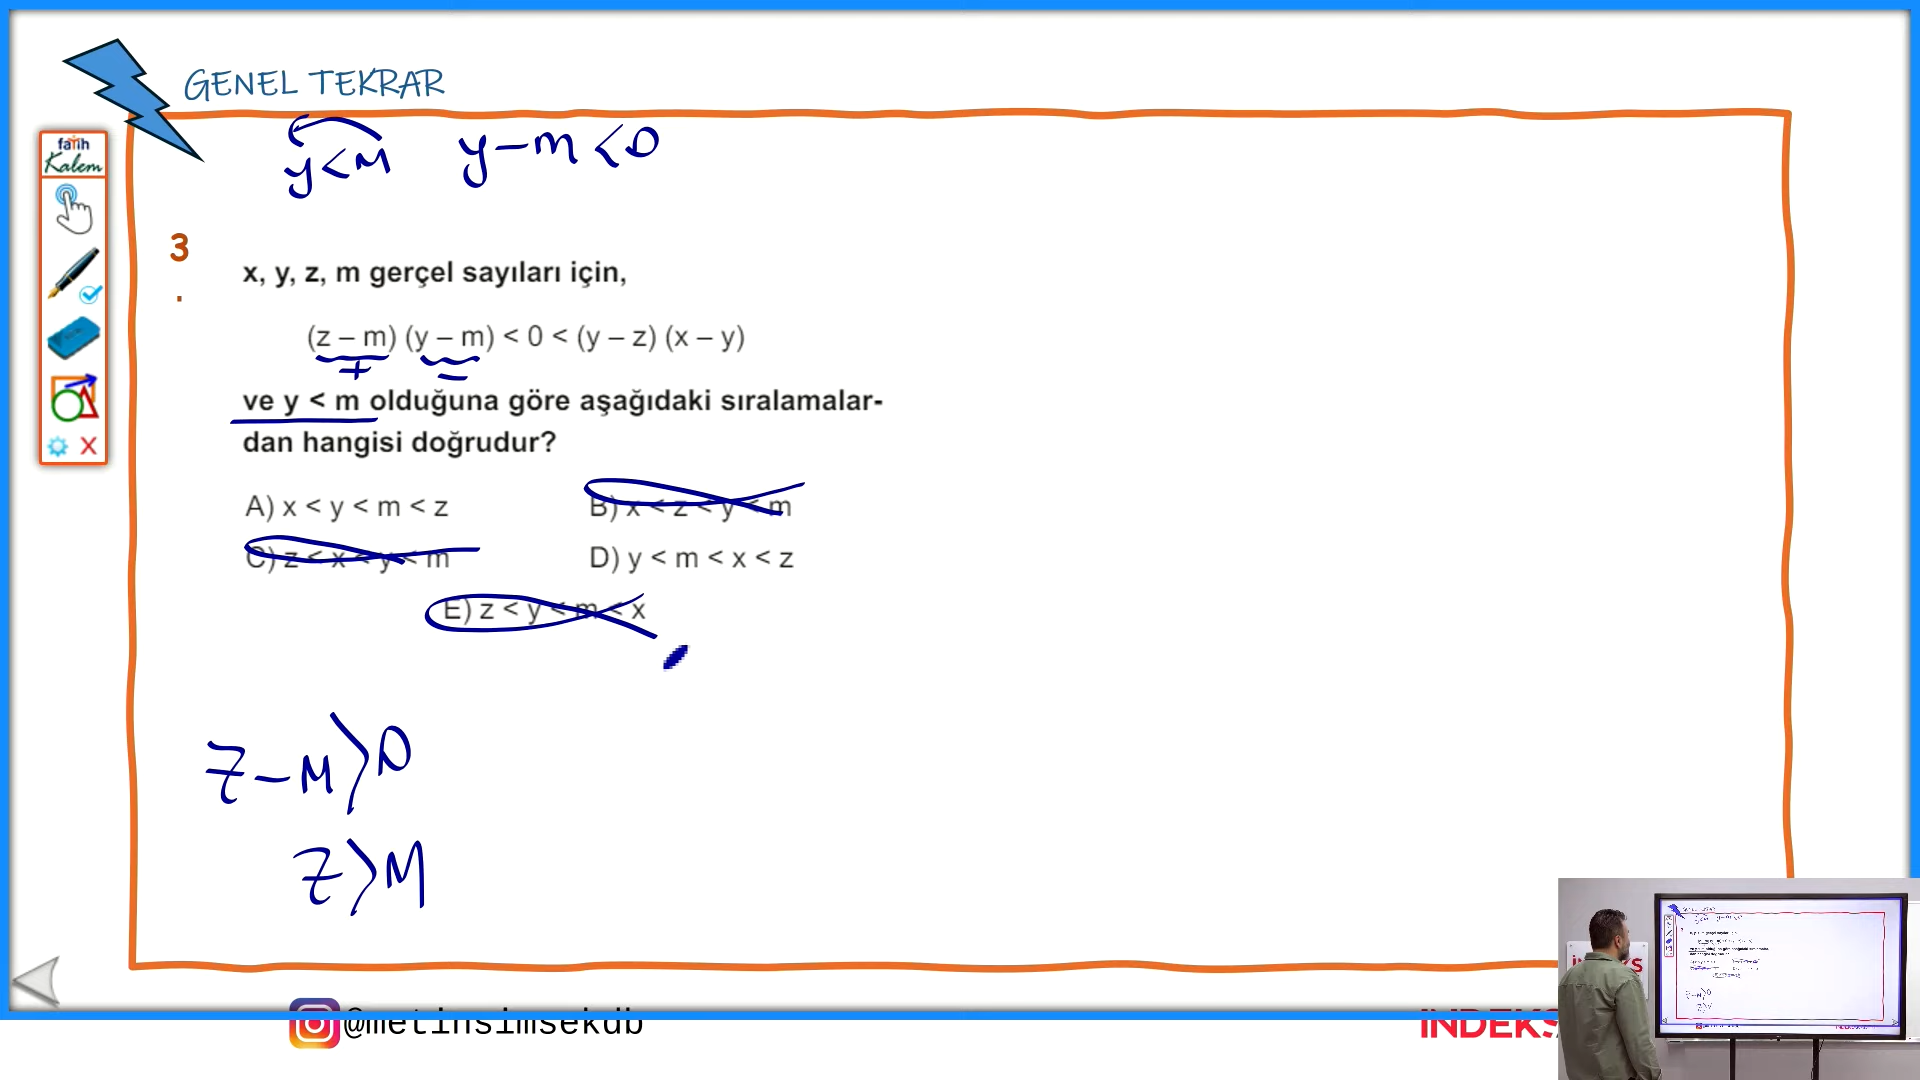 GENEL TEKRAR
fatih
Kalem
y<m y-m<0
3
.
x, y, z, m gerçel sayıları için,
(z – m) (y – m) < 0 < (y – z) (x – y)
+ –
ve y < m olduğuna göre aşağıdaki sıralamalar-
dan hangisi doğrudur?
A) x < y < m < z B) x < z < y < m
C) z < x < y < m D) y < m < x < z
E) z < y < m < x
z-m>0
z>m
@metinsimsekdb
INDEKS